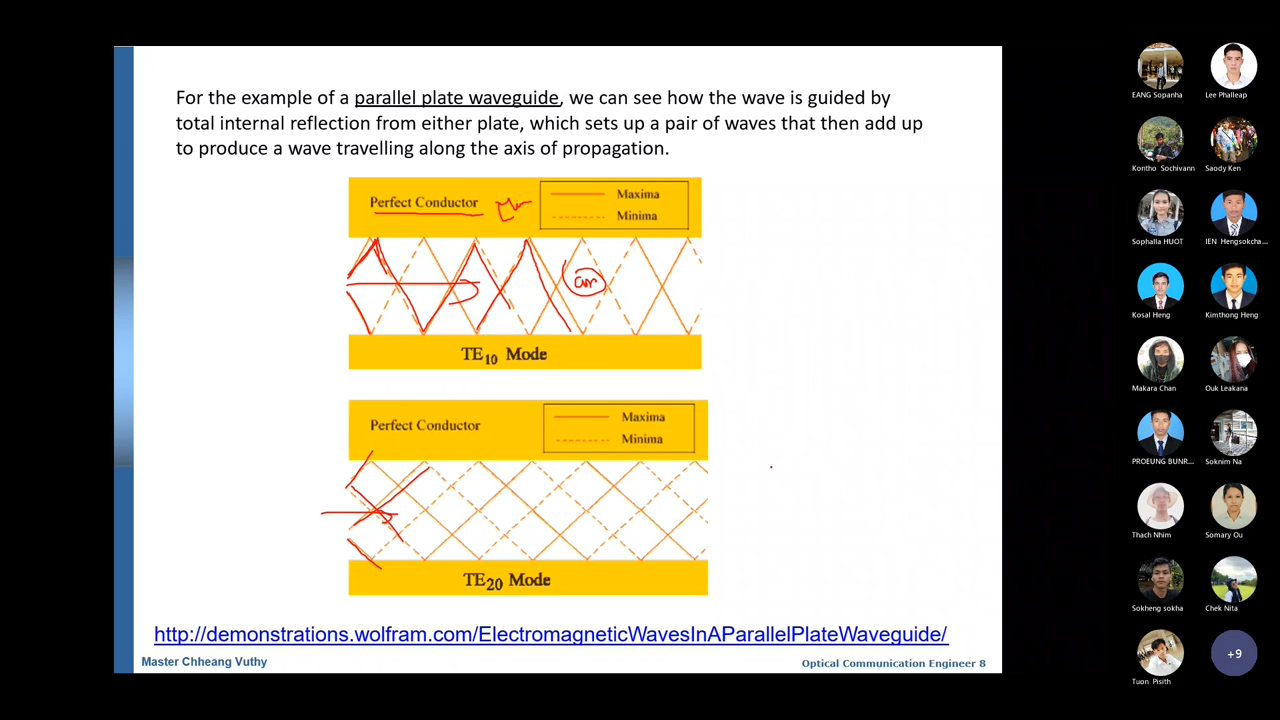 For the example of a parallel plate waveguide, we can see how the wave is guided by
total internal reflection from either plate, which sets up a pair of waves that then add up
to produce a wave travelling along the axis of propagation.
Perfect Conductor
Maxima
Minima
air
TE10 Mode
Perfect Conductor
Maxima
Minima
TE20 Mode
http://demonstrations.wolfram.com/ElectromagneticWavesInAParallelPlateWaveguide/
Master Chheang Vuthy
Optical Communication Engineer 8
EANG Sopanha
Lee Phalleap
Kontho Sochivann
Saody Ken
Sophalla HUOT
IEN Hengsokcha...
Kosal Heng
Kimthong Heng
Makara Chan
Ouk Leakana
PROEUNG BUNR...
Soknim Na
Thach Nhim
Somary Ou
Sokheng sokha
Chek Nita
Tuon Pisith
+9